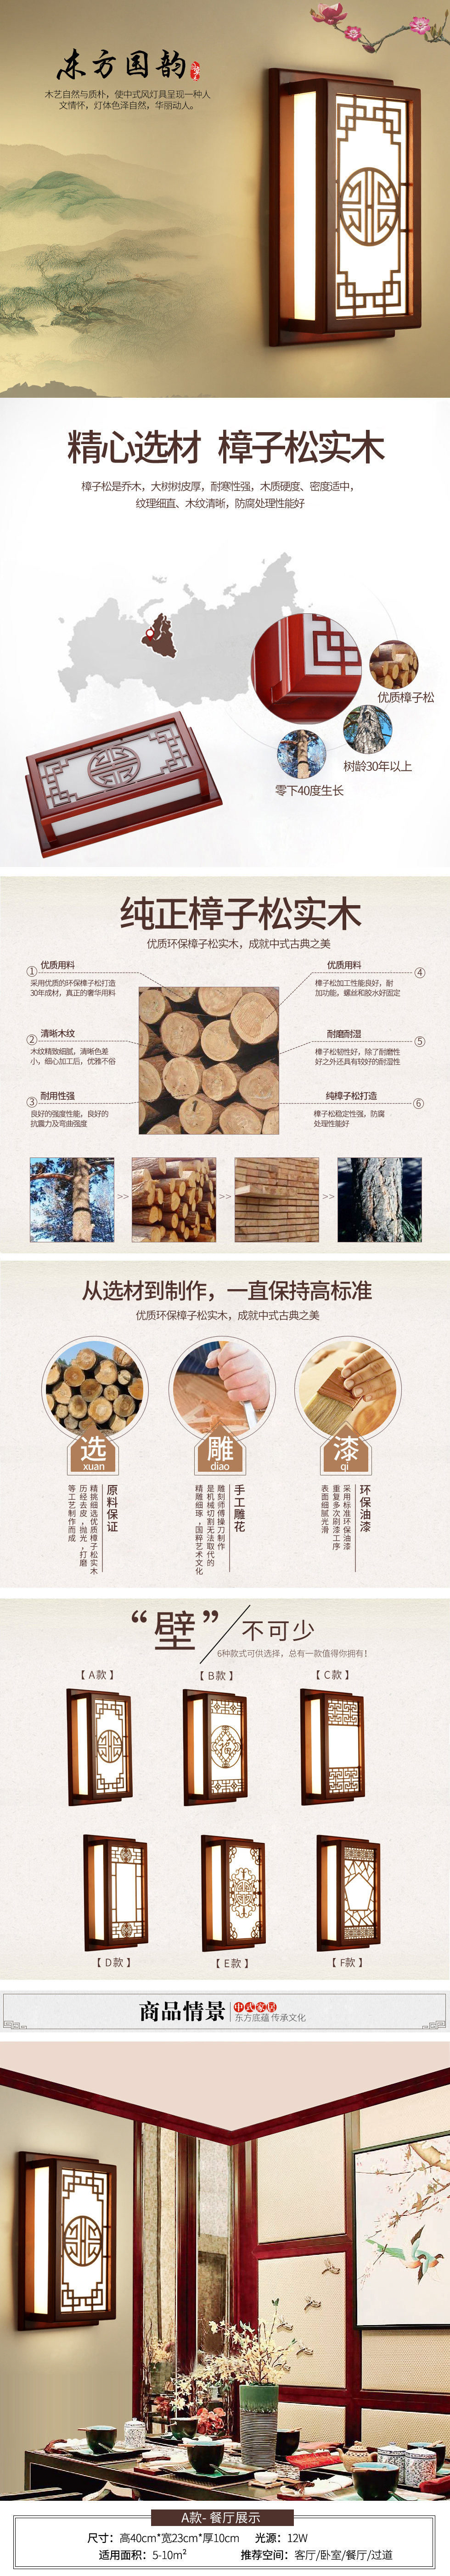 东方国韵
木艺自然与质朴，使中式风灯具呈现一种人
文情怀，灯体色泽自然，华丽动人。
精心选材 樟子松实木
樟子松是乔木，大树树皮厚，耐寒性强，木质硬度、密度适中，
纹理细直、木纹清晰，防腐处理性能好
优质樟子松
树龄30年以上
零下40度生长
纯正樟子松实木
优质环保樟子松实木，成就中式古典之美
① 优质用料
采用优质的环保樟子松打造
30年成材，真正的奢华用料
② 清晰木纹
木纹精致细腻，清晰色差
小，细心加工后，优雅不俗
③ 耐用性强
良好的强度性能，良好的
抗震力及弯曲强度
优质用料 ④
樟子松加工性能良好，耐
加功能，螺丝和胶水好固定
耐磨耐湿 ⑤
樟子松韧性好，除了耐磨性
好之外还具有较好的耐湿性
纯樟子松打造 ⑥
樟子松稳定性强，防腐
处理性能好
>> >> >>
从选材到制作，一直保持高标准
优质环保樟子松实木，成就中式古典之美
选
xuan
原料保证
精挑细选优质樟子松实木
历经去皮，抛光，打磨
等工艺制作而成
雕
diao
手工雕花
雕刻师傅操刀制作
是机械切割无法取代的
精雕细琢，国粹艺术文化
漆
qi
环保油漆
采用标准环保油漆
重复多次刷漆工序
表面细腻光滑
“壁”不可少
6种款式可供选择，总有一款值得你拥有！
【 A款 】
【 B款 】
【 C款 】
【 D款 】
【 E款 】
【 F款 】
商品情景
中式家居
东方底蕴 传承文化
A款- 餐厅展示
尺寸：高40cm*宽23cm*厚10cm 光源：12W
适用面积：5-10m² 推荐空间：客厅/卧室/餐厅/过道